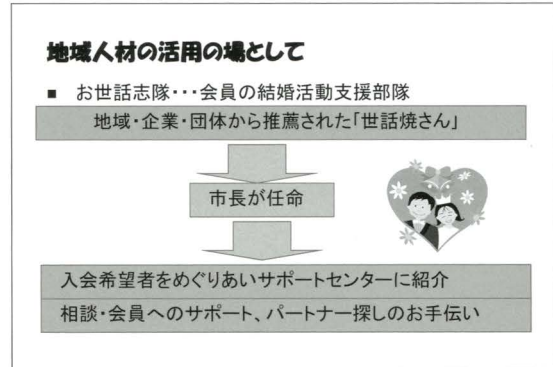 地域人材の活用の場として
■ お世話志隊・・・会員の結婚活動支援部隊
地域・企業・団体から推薦された「世話焼さん」
市長が任命
入会希望者をめぐりあいサポートセンターに紹介
相談・会員へのサポート、パートナー探しのお手伝い